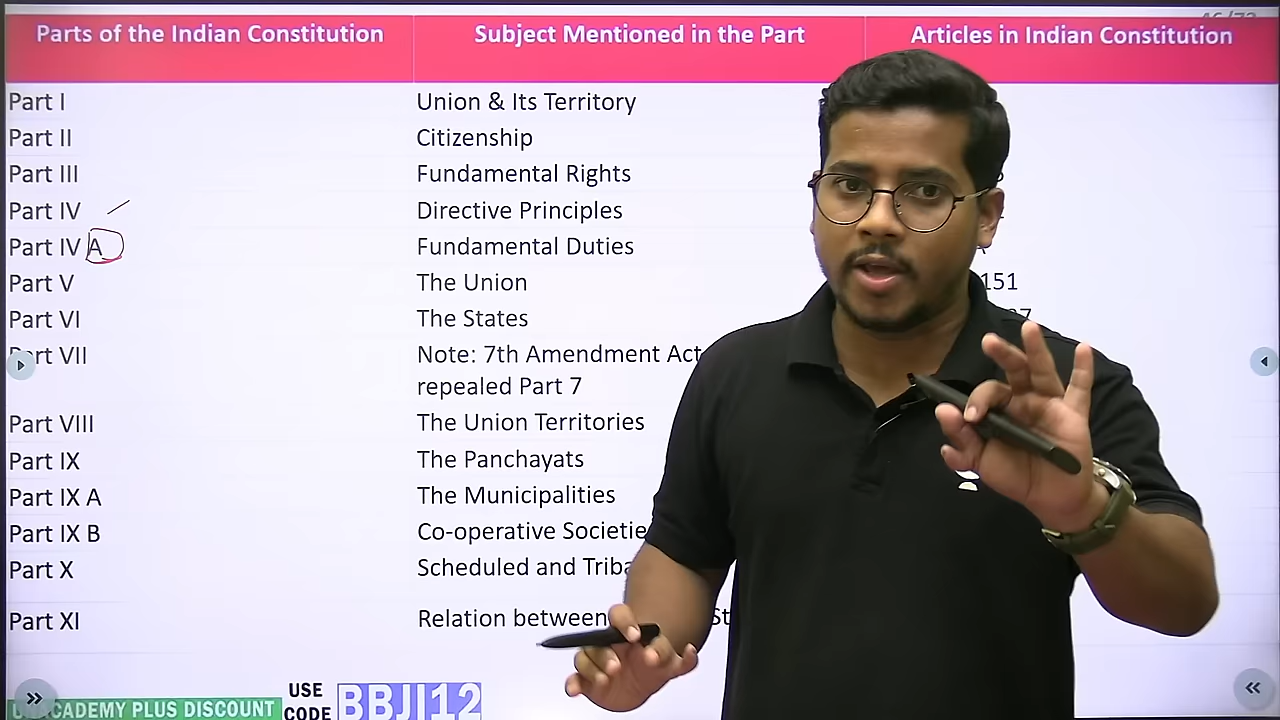 Parts of the Indian Constitution Subject Mentioned in the Part Articles in Indian Constitution
Part I Union & Its Territory
Part II Citizenship
Part III Fundamental Rights
Part IV Directive Principles
Part IV A Fundamental Duties
Part V The Union 151
Part VI The States
Part VII Note: 7th Amendment Act
repealed Part 7
Part VIII The Union Territories
Part IX The Panchayats
Part IX A The Municipalities
Part IX B Co-operative Societie
Part X Scheduled and Triba
Part XI Relation between St
PLUS DISCOUNT USE
CODE BBJI12